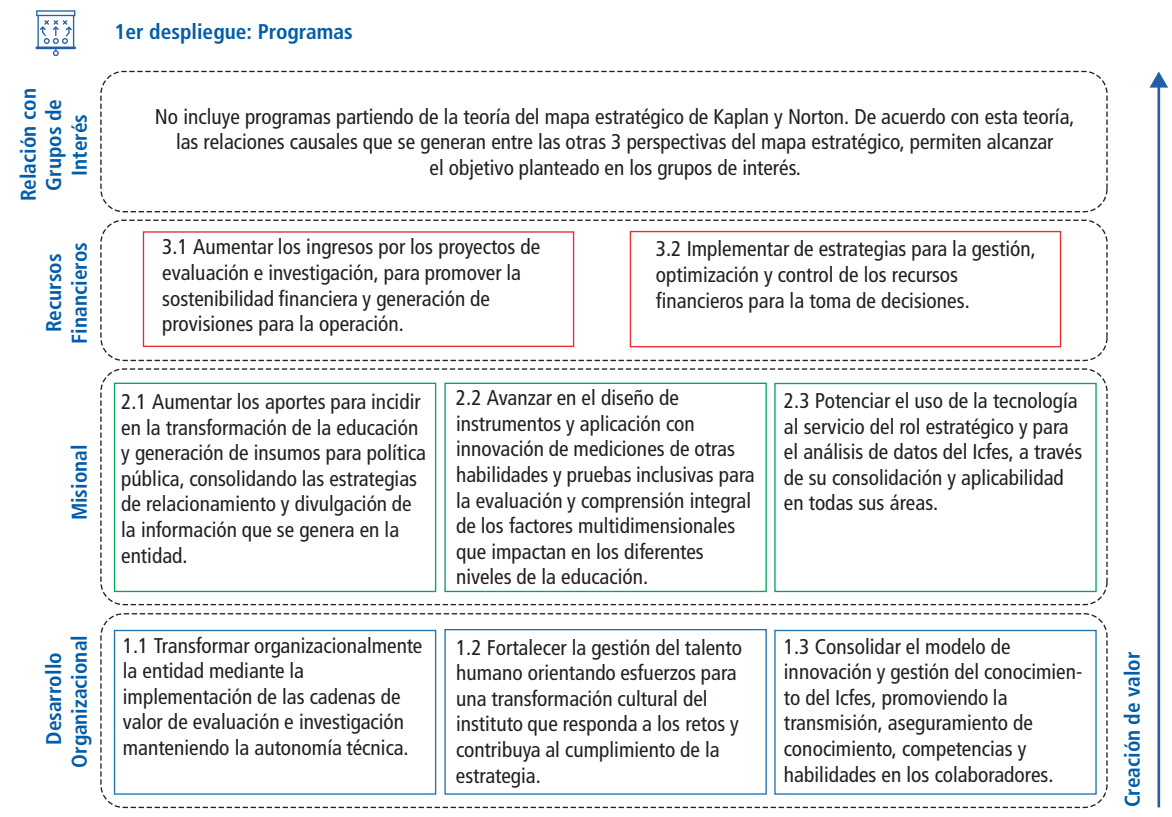 1er despliegue: Programas
Relación con
Grupos de
Interés
No incluye programas partiendo de la teoría del mapa estratégico de Kaplan y Norton. De acuerdo con esta teoría,
las relaciones causales que se generan entre las otras 3 perspectivas del mapa estratégico, permiten alcanzar
el objetivo planteado en los grupos de interés.
Recursos
Financieros
3.1 Aumentar los ingresos por los proyectos de
evaluación e investigación, para promover la
sostenibilidad financiera y generación de
provisiones para la operación.
3.2 Implementar de estrategias para la gestión,
optimización y control de los recursos
financieros para la toma de decisiones.
Misional
2.1 Aumentar los aportes para incidir
en la transformación de la educación
y generación de insumos para política
pública, consolidando las estrategias
de relacionamiento y divulgación de
la información que se genera en la
entidad.
2.2 Avanzar en el diseño de
instrumentos y aplicación con
innovación de mediciones de otras
habilidades y pruebas inclusivas para
la evaluación y comprensión integral
de los factores multidimensionales
que impactan en los diferentes
niveles de la educación.
2.3 Potenciar el uso de la tecnología
al servicio del rol estratégico y para
el análisis de datos del Icfes, a través
de su consolidación y aplicabilidad
en todas sus áreas.
Desarrollo
Organizacional
1.1 Transformar organizacionalmente
la entidad mediante la
implementación de las cadenas de
valor de evaluación e investigación
manteniendo la autonomía técnica.
1.2 Fortalecer la gestión del talento
humano orientando esfuerzos para
una transformación cultural del
instituto que responda a los retos y
contribuya al cumplimiento de la
estrategia.
1.3 Consolidar el modelo de
innovación y gestión del conocimien-
to del Icfes, promoviendo la
transmisión, aseguramiento de
conocimiento, competencias y
habilidades en los colaboradores.
Creación de valor